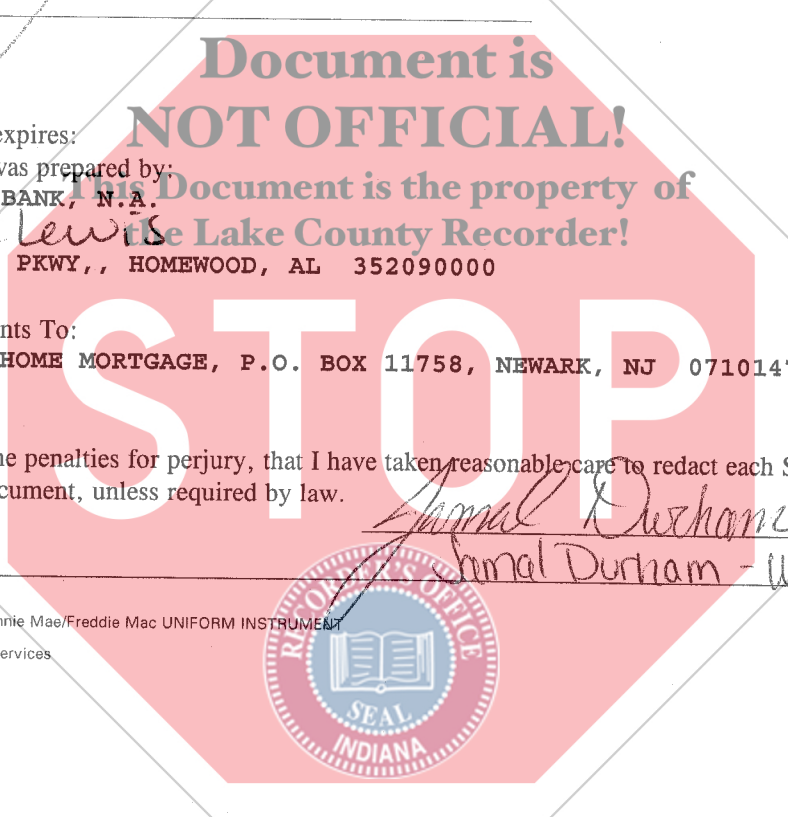 Document is
NOT OFFICIAL!
expires:
was prepared by:
This Document is the property of
BANK, N.A.
Lewis
the Lake County Recorder!
PKWY,, HOMEWOOD, AL 352090000
STOP
nts To:
HOME MORTGAGE, P.O. BOX 11758, NEWARK, NJ 0710147
he penalties for perjury, that I have taken reasonable care to redact each S
cument, unless required by law.
Jamal Durham
Jamal Durham -
nnie Mae/Freddie Mac UNIFORM INSTRUMENT
ervices
RECORDER'S OFFICE
SEAL
INDIANA